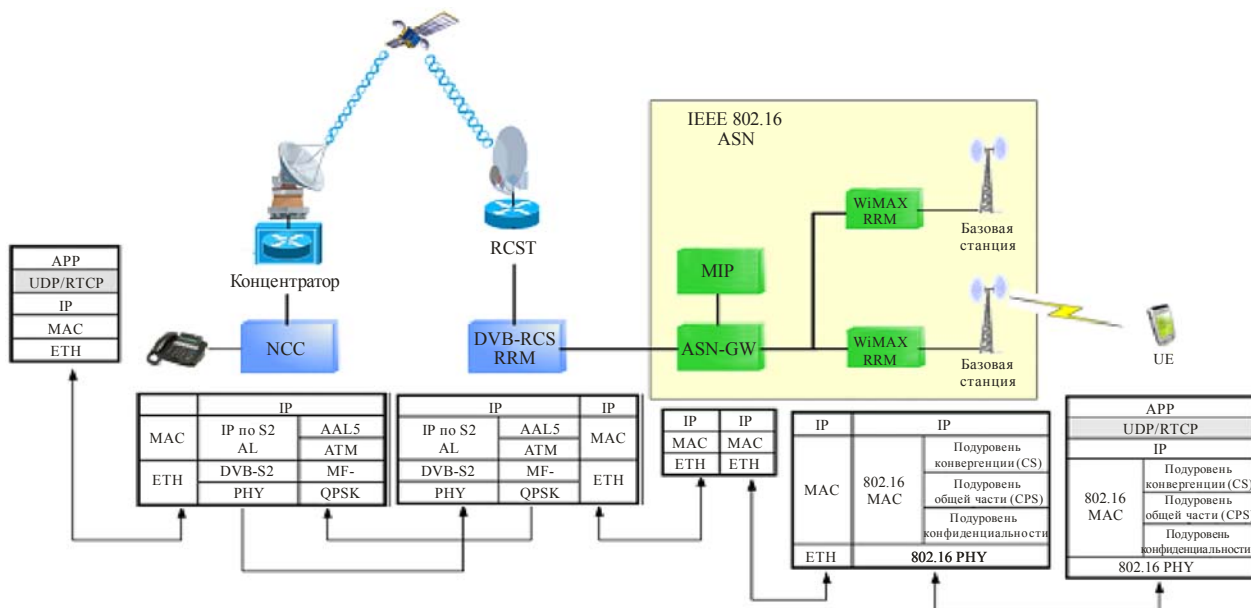 IEEE 802.16
ASN
WiMAX
RRM
Базовая
станция
RCST
Концентратор
MIP
APP
UDP/RTCP
IP
MAC
ETH
NCC
DVB-RCS
RRM
ASN-GW
WiMAX
RRM
Базовая
станция
UE
IP
MAC
IP по S2
AL
AAL5
ATM
ETH
DVB-S2
MF-
PHY
QPSK
IP
IP
IP по S2
AL
AAL5
ATM
MAC
DVB-S2
MF-
ETH
PHY
QPSK
IP
IP
MAC
MAC
ETH
ETH
IP
IP
MAC
802.16
MAC
Подуровень
конвергенции (CS)
Подуровень
общей части (CPS)
Подуровень
конфиденциальности
ETH
802.16 PHY
APP
UDP/RTCP
IP
802.16
MAC
Подуровень
конвергенции (CS)
Подуровень
общей части (CPS)
Подуровень
конфиденциальности
802.16 PHY